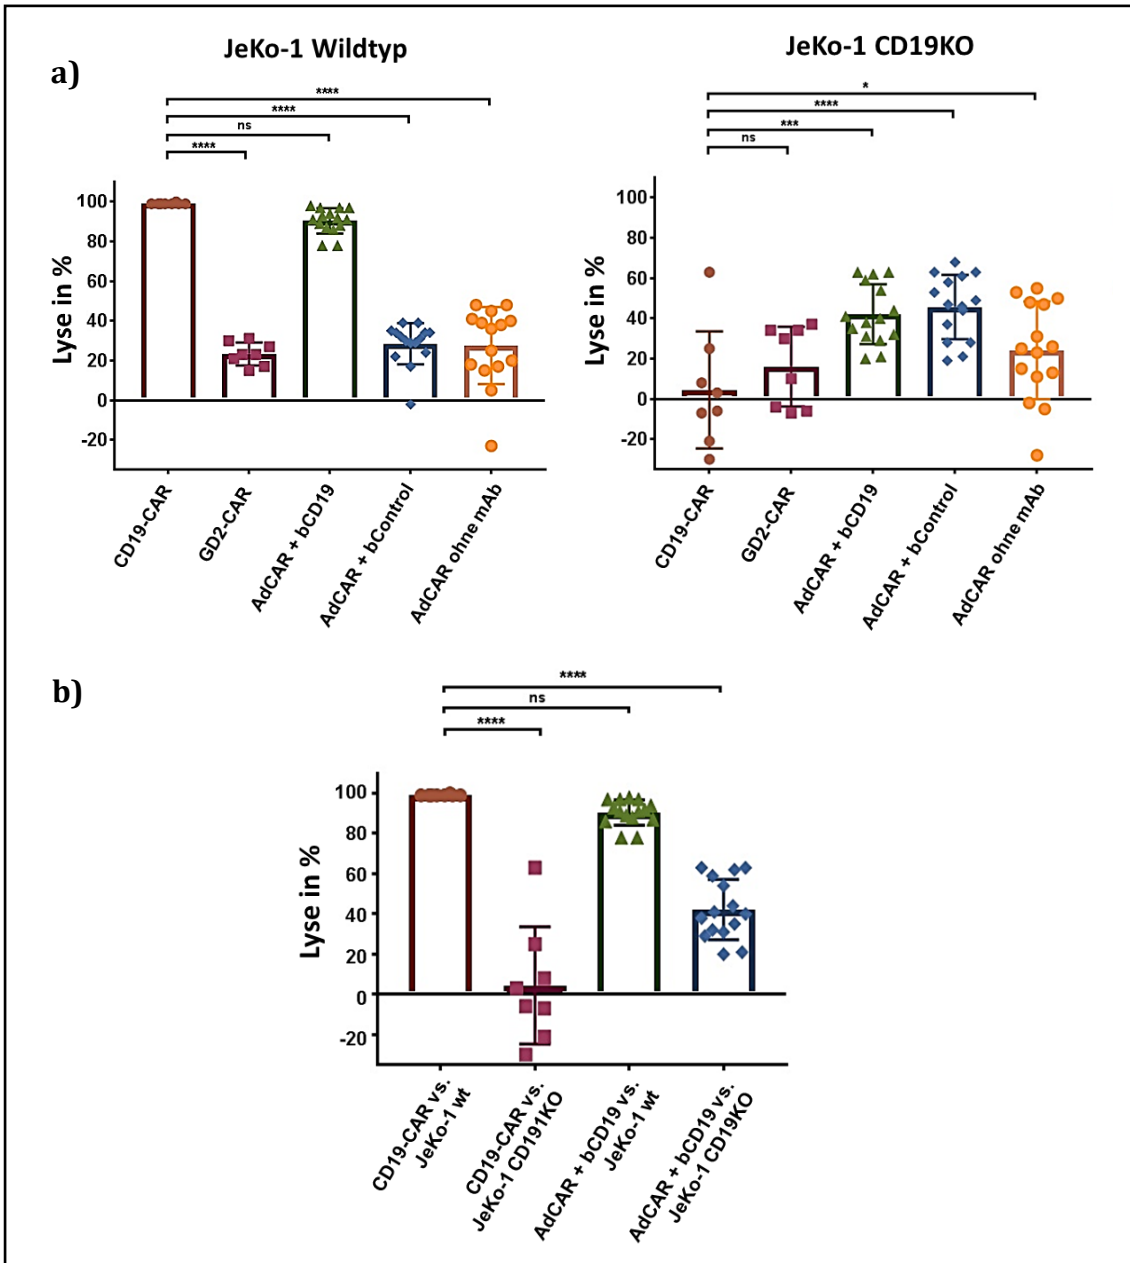 a)
JeKo-1 Wildtyp
****
****
ns
****
Lyse in %
100
80
60
40
20
0
-20
CD19-CAR
GD2-CAR
AdCAR + bCD19
AdCAR + bControl
AdCAR ohne mAb
JeKo-1 CD19KO
*
****
***
ns
Lyse in %
100
80
60
40
20
0
-20
CD19-CAR
GD2-CAR
AdCAR + bCD19
AdCAR + bControl
AdCAR ohne mAb
b)
****
ns
****
Lyse in %
100
80
60
40
20
0
-20
CD19-CAR vs.
JeKo-1 wt
CD19-CAR vs.
JeKo-1 CD191KO
AdCAR + bCD19 vs.
JeKo-1 wt
AdCAR + bCD19 vs.
JeKo-1 CD19KO